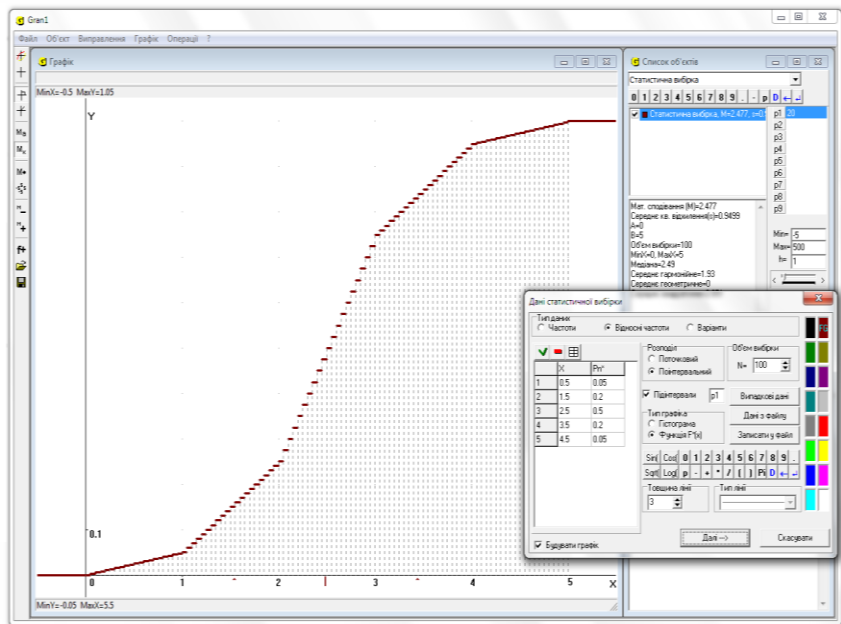 Gran1
Файл Об'єкт Виправлення Графік Операції ?
Графік
MinX=-0.5 MaxY=1.05
Y
0.1
0 1 2 3 4 5 X
MinY=-0.05 MaxX=5.5
Список об'єктів
Статистична вибірка
0 1 2 3 4 5 6 7 8 9 . - p D ← ↲
Статистична вибірка, M=2.477, s=0.9
p1 20
p2
p3
p4
p5
p6
p7
p8
p9
Мат. сподівання (M)=2.477
Середнє кв. відхилення(s)=0.9499
A=0
B=5
Об'єм вибірки=100
MinX=0, MaxX=5
Медіана=2.49
Середнє гармонійне=1.93
Середнє геометричне=0
Min= -5
Max= 500
h= 1
Дані статистичної вибірки
Тип даних
Частоти Відносні частоти Варіанти
X Pn*
1 0.5 0.05
2 1.5 0.2
3 2.5 0.5
4 3.5 0.2
5 4.5 0.05
Розподіл
Поточковий
Поінтервальний
Об'єм вибірки
N= 100
Підінтервали p1
Випадкові дані
Тип графіка
Гістограма
Функція F*(x)
Дані з файлу
Записати у файл
Sin( Cos( 0 1 2 3 4 5 6 7 8 9 .
Sqrt( Log( p - + * / ( ) Pi D ← ↲
Товщина лінії
3
Тип лінії
Будувати графік
Далі -->
Скасувати